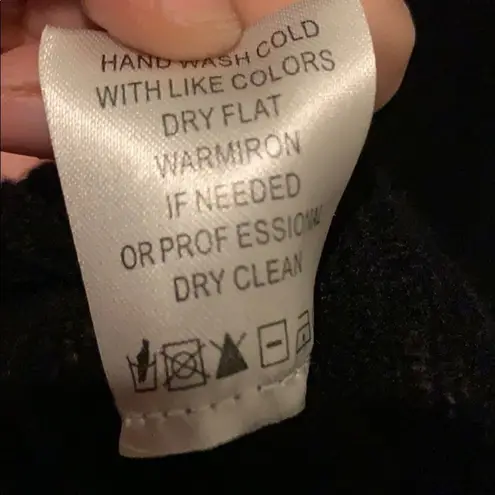 HAND WASH COLD
WITH LIKE COLORS
DRY FLAT
WARMIRON
IF NEEDED
OR PROF ESSIONAL
DRY CLEAN